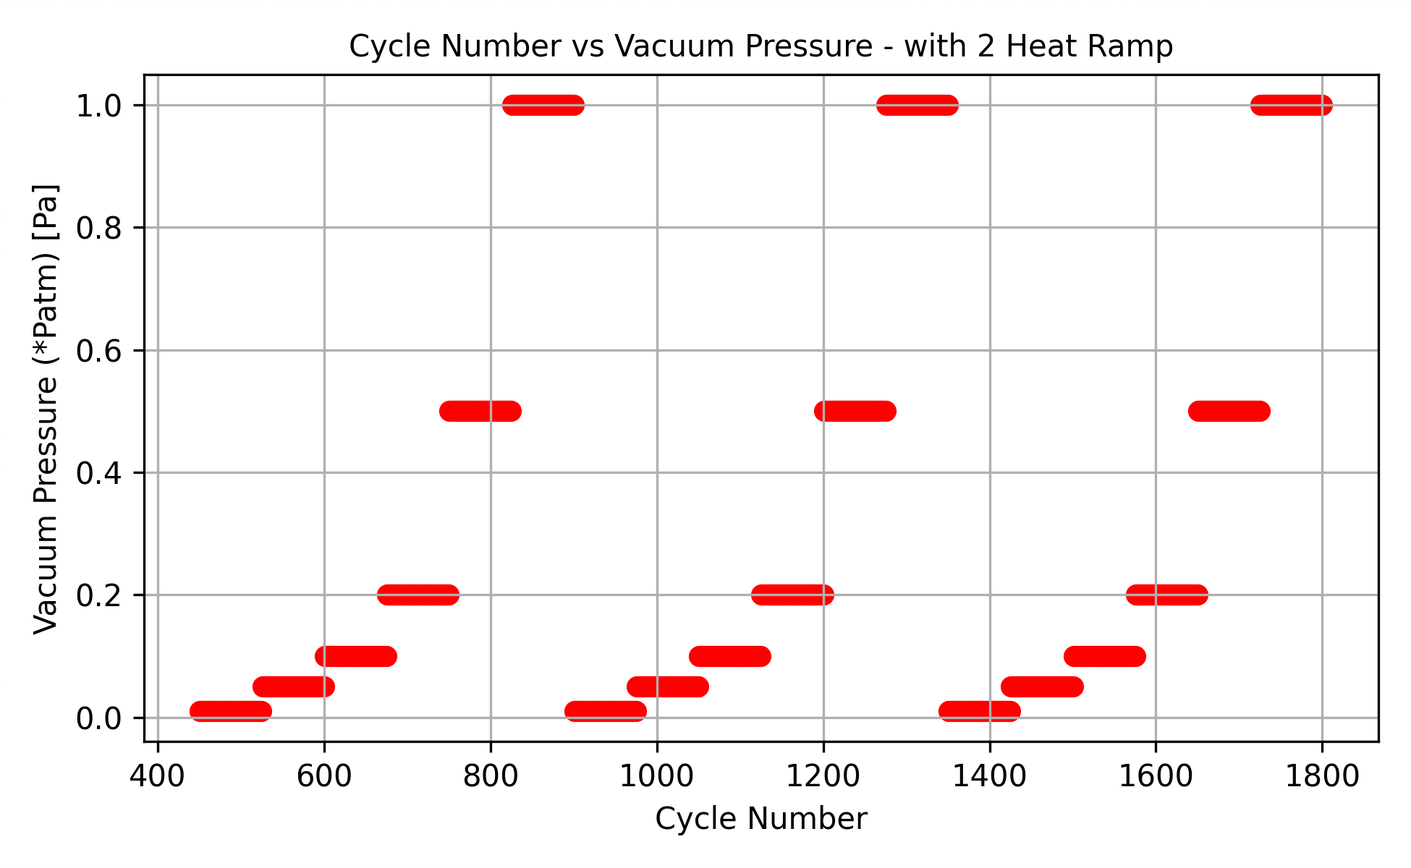 Cycle Number vs Vacuum Pressure - with 2 Heat Ramp
Vacuum Pressure (*Patm) [Pa]
1.0
0.8
0.6
0.4
0.2
0.0
400 600 800 1000 1200 1400 1600 1800
Cycle Number